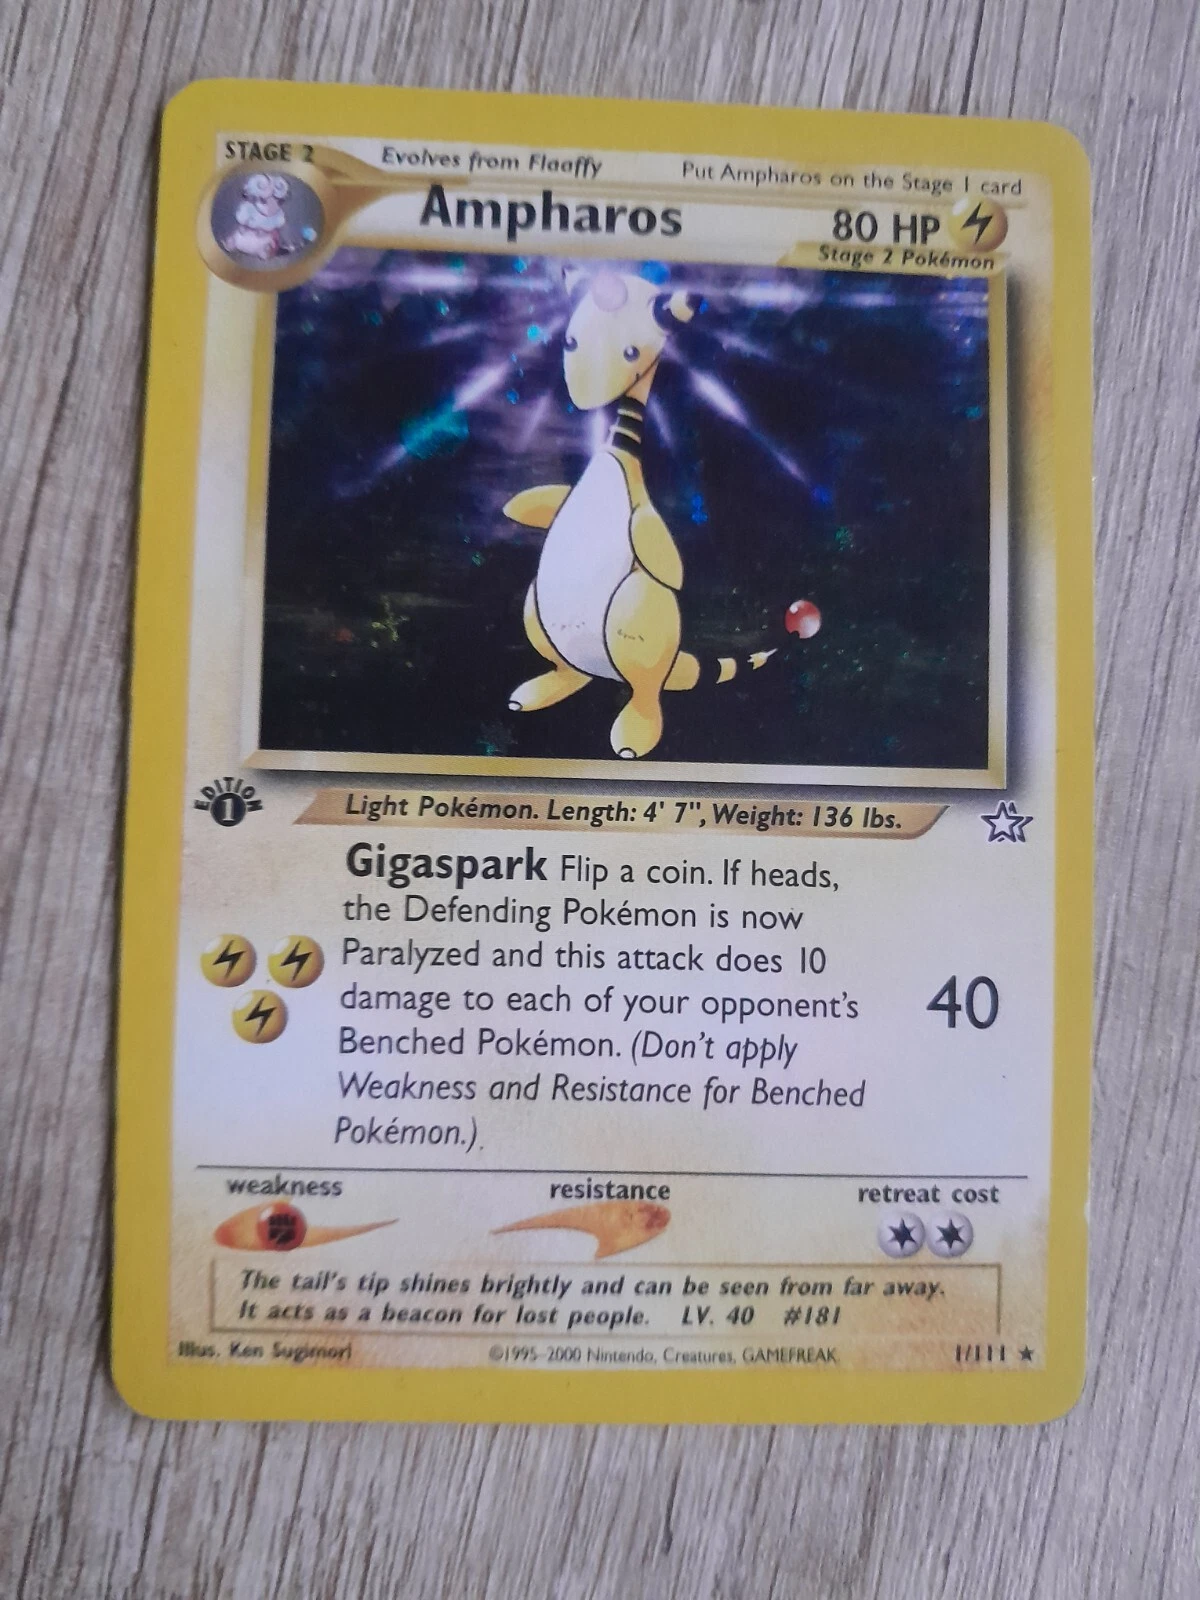 STAGE 2 Evolves from Flaaffy Put Ampharos on the Stage 1 card
Ampharos 80 HP
Stage 2 Pokémon
EDITION
1
Light Pokémon. Length: 4' 7", Weight: 136 lbs.
Gigaspark Flip a coin. If heads,
the Defending Pokémon is now
Paralyzed and this attack does 10
damage to each of your opponent's
Benched Pokémon. (Don't apply
Weakness and Resistance for Benched
Pokémon.)
40
weakness resistance retreat cost
The tail's tip shines brightly and can be seen from far away.
It acts as a beacon for lost people. LV. 40 #181
Illus. Ken Sugimori ©1995-2000 Nintendo, Creatures, GAMEFREAK. 1/111 ★